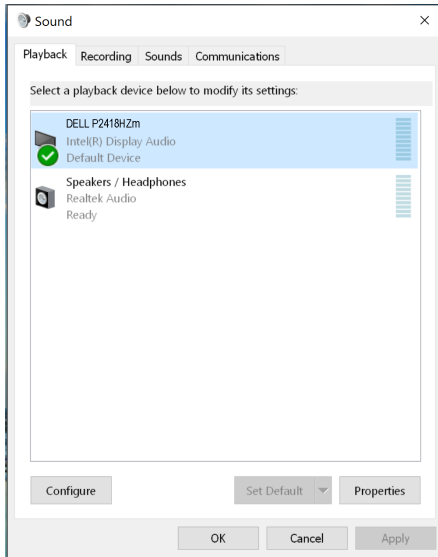 Sound
Playback Recording Sounds Communications
Select a playback device below to modify its settings:
DELL P2418HZm
Intel(R) Display Audio
Default Device
Speakers / Headphones
Realtek Audio
Ready
Configure Set Default Properties
OK Cancel Apply